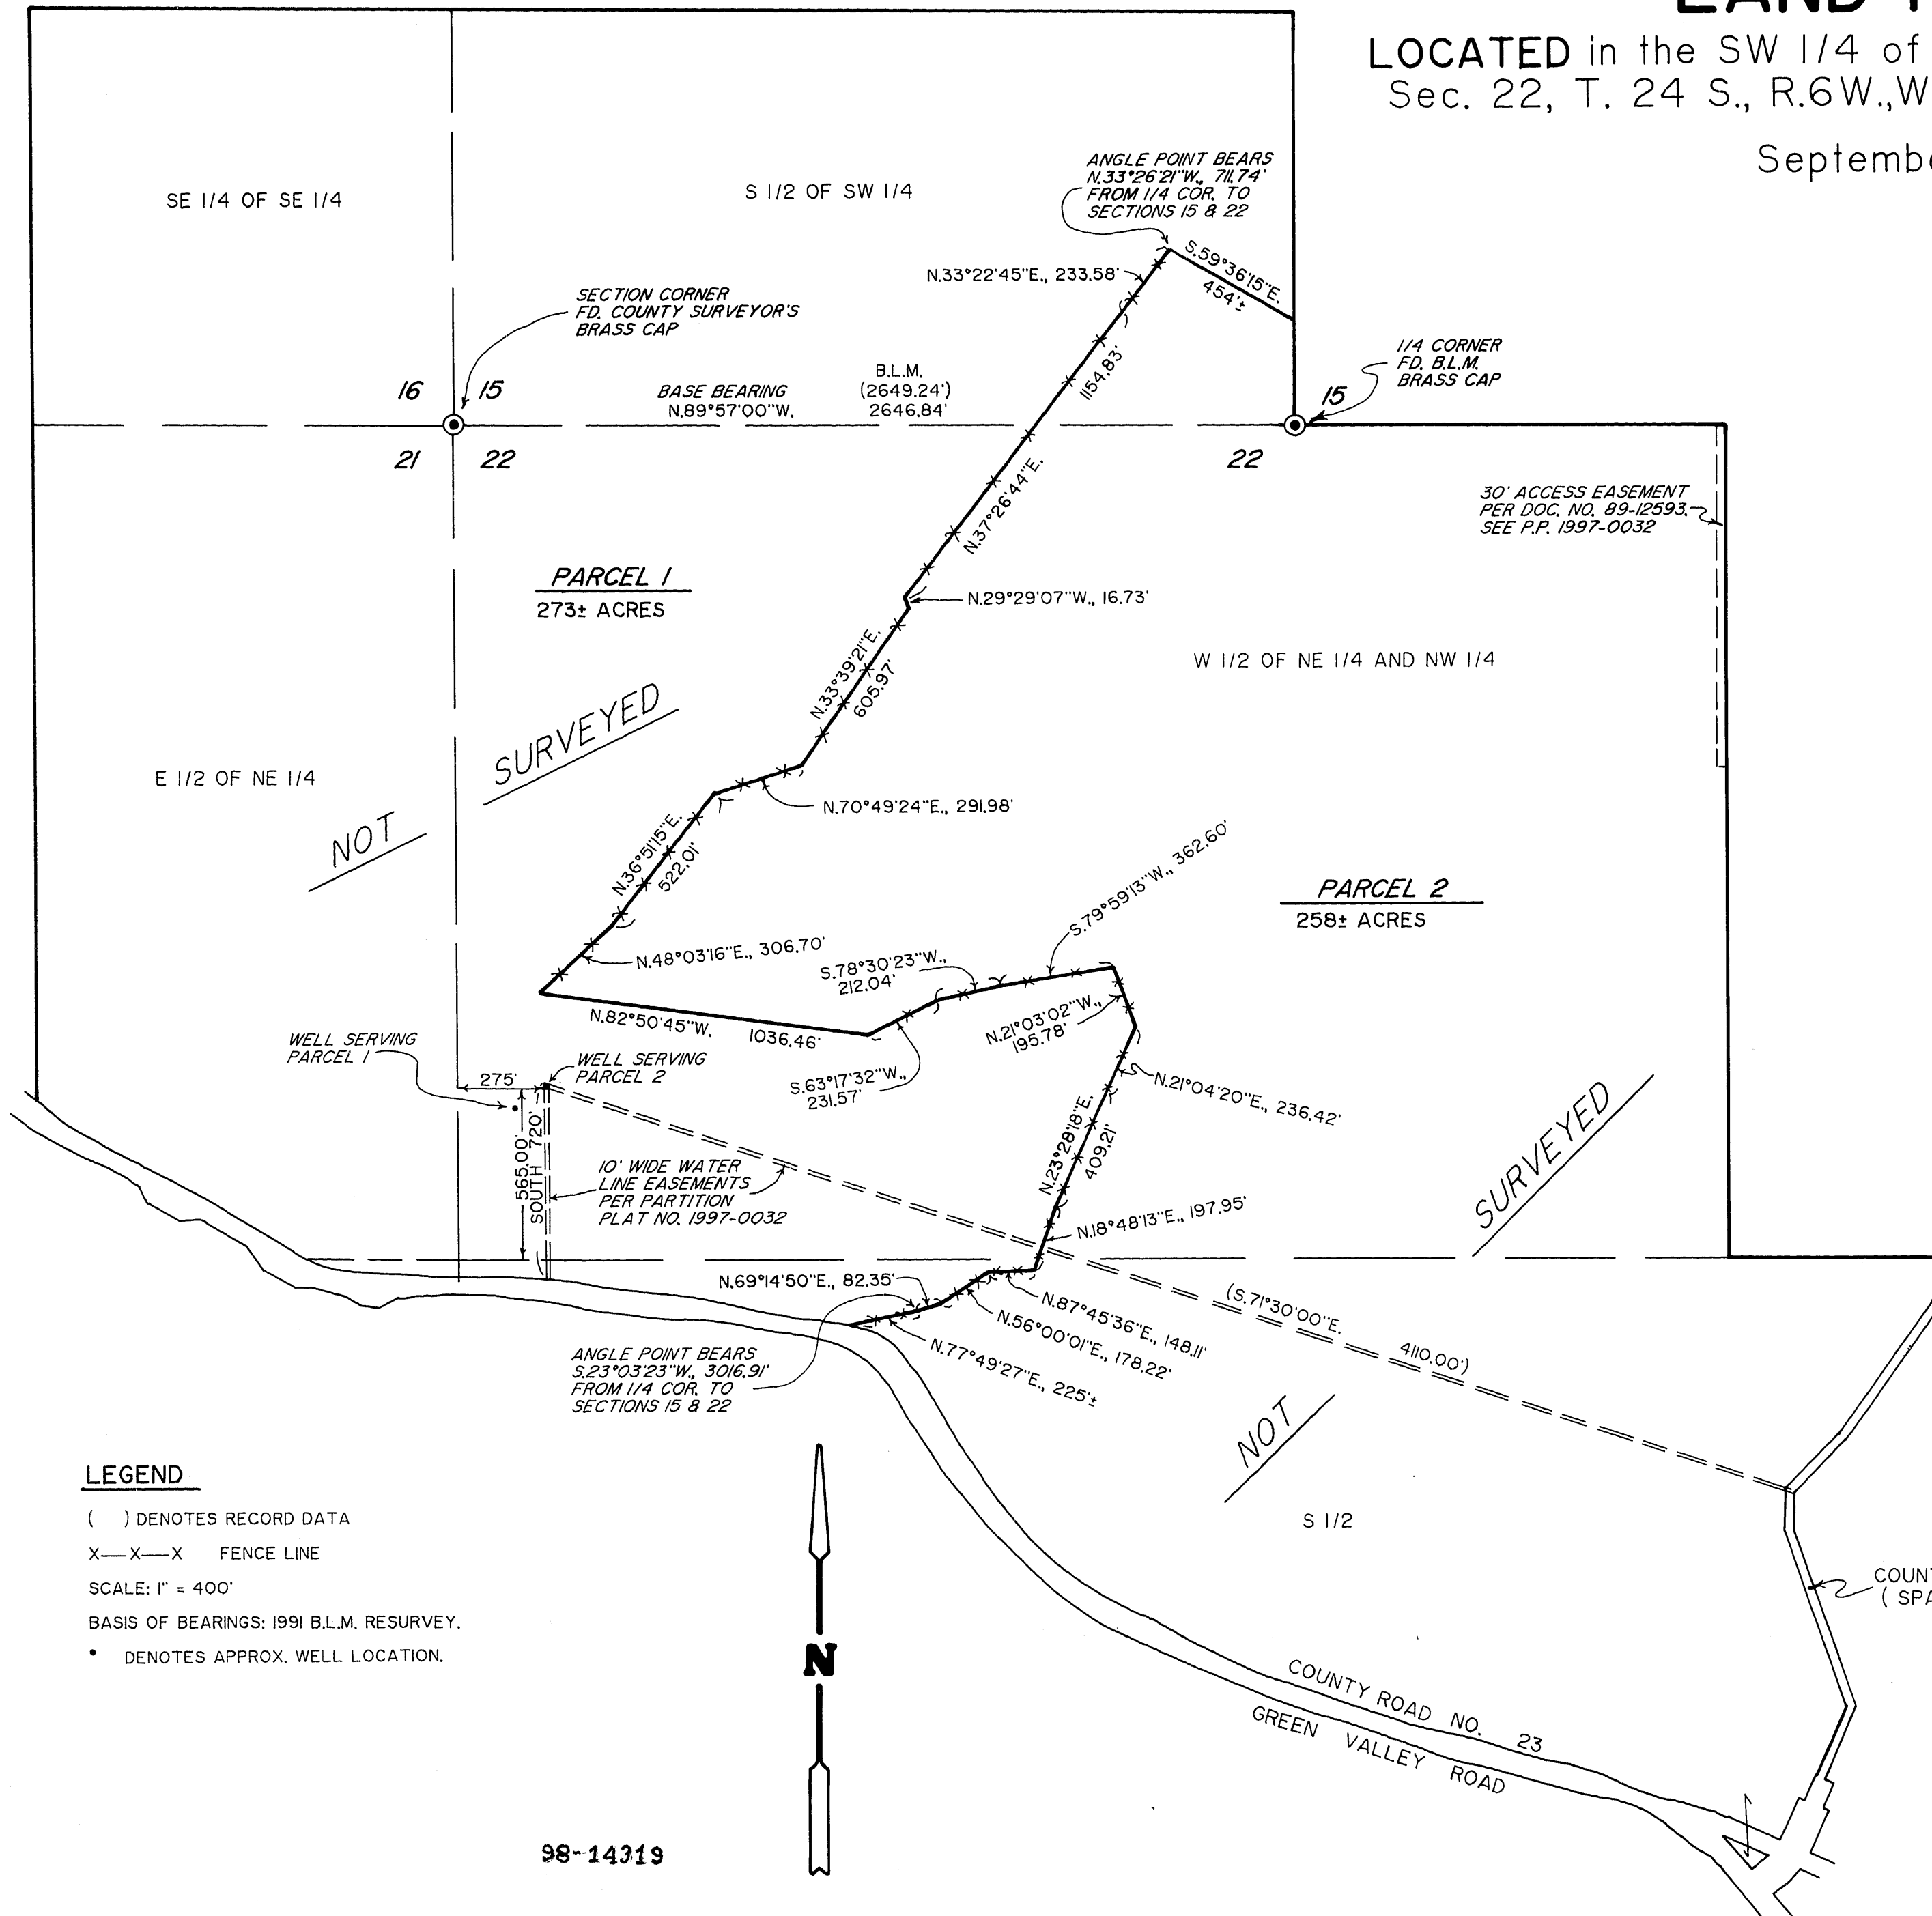 LOCATED in the SW 1/4 of
Sec. 22, T. 24 S., R.6W.,W
SE 1/4 OF SE 1/4
S 1/2 OF SW 1/4
ANGLE POINT BEARS
N.33°26'21"W., 711.74'
FROM 1/4 COR. TO
SECTIONS 15 & 22
S.59°36'15"E.
454'±
N.33°22'45"E., 233.58'
SECTION CORNER
FD. COUNTY SURVEYOR'S
BRASS CAP
1/4 CORNER
FD. B.L.M.
BRASS CAP
16 15
21 22
BASE BEARING
N.89°57'00"W.
B.L.M.
(2649.24')
2646.84'
1154.83'
N.37°26'44"E.
15
22
30' ACCESS EASEMENT
PER DOC. NO. 89-12593.
SEE P.P. 1997-0032
PARCEL 1
273± ACRES
N.29°29'07"W., 16.73'
N.33°39'21"E.
605.97'
W 1/2 OF NE 1/4 AND NW 1/4
NOT SURVEYED
E 1/2 OF NE 1/4
N.70°49'24"E., 291.98'
N.36°51'15"E.
522.01'
PARCEL 2
258± ACRES
N.48°03'16"E., 306.70'
S.78°30'23"W.,
212.04'
S.79°59'13"W., 362.60'
N.82°50'45"W. 1036.46'
N.21°03'02"W.,
195.78'
S.63°17'32"W.,
231.57'
N.21°04'20"E., 236.42'
N.23°28'18"E.
409.21'
WELL SERVING
PARCEL 1
WELL SERVING
PARCEL 2
275'
565.00'
SOUTH 720'
10' WIDE WATER
LINE EASEMENTS
PER PARTITION
PLAT NO. 1997-0032
N.18°48'13"E., 197.95'
N.69°14'50"E., 82.35'
N.87°45'36"E., 148.11'
N.56°00'01"E., 178.22'
N.77°49'27"E., 225'±
ANGLE POINT BEARS
S.23°03'23"W., 3016.91'
FROM 1/4 COR. TO
SECTIONS 15 & 22
(S.71°30'00"E. 4110.00')
NOT SURVEYED
S 1/2
LEGEND
( ) DENOTES RECORD DATA
X—X—X FENCE LINE
SCALE: 1" = 400'
BASIS OF BEARINGS: 1991 B.L.M. RESURVEY.
• DENOTES APPROX. WELL LOCATION.
N
COUNTY ROAD NO. 23
GREEN VALLEY ROAD
98-14319